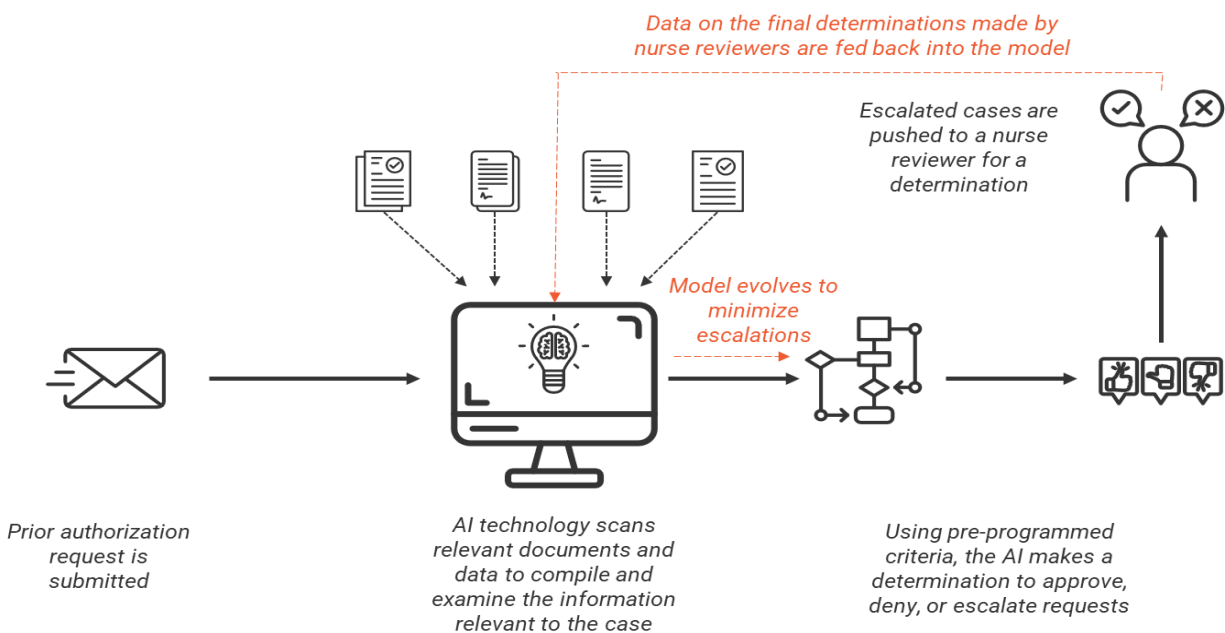 Data on the final determinations made by
nurse reviewers are fed back into the model
Escalated cases are
pushed to a nurse
reviewer for a
determination
Model evolves to
minimize
escalations
Prior authorization
request is
submitted
AI technology scans
relevant documents and
data to compile and
examine the information
relevant to the case
Using pre-programmed
criteria, the AI makes a
determination to approve,
deny, or escalate requests